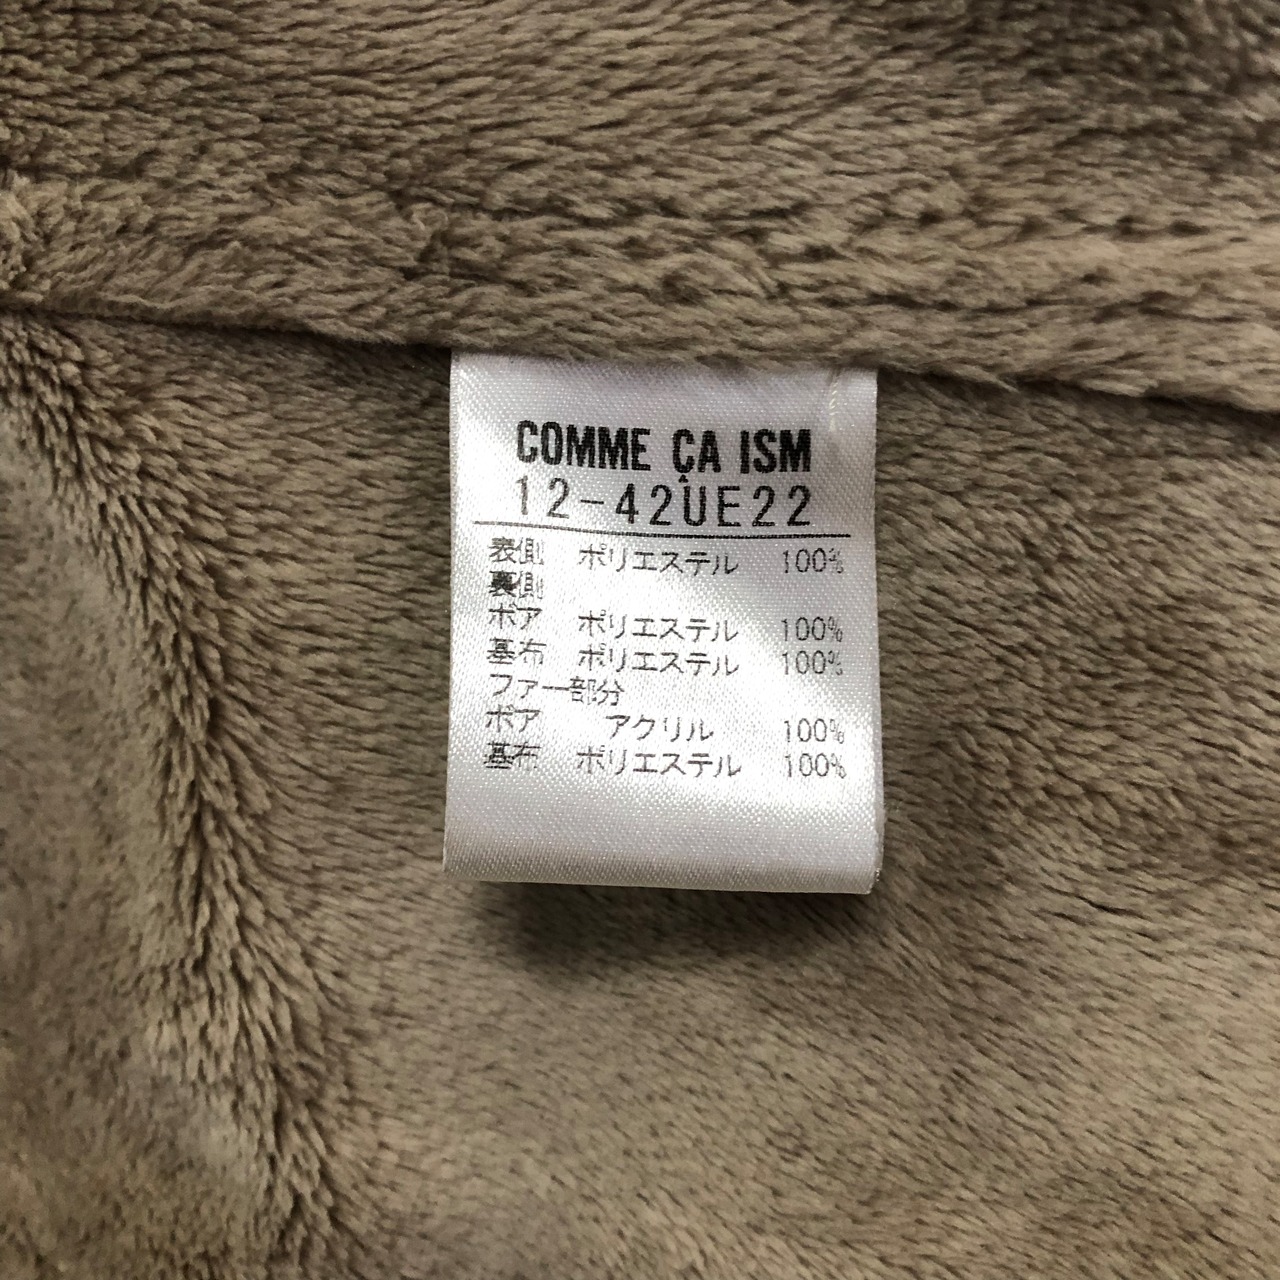 COMME ÇA ISM
12-42UE22
表側 ポリエステル 100%
裏側
ボア ポリエステル 100%
基布 ポリエステル 100%
ファー部分
ボア アクリル 100%
基布 ポリエステル 100%